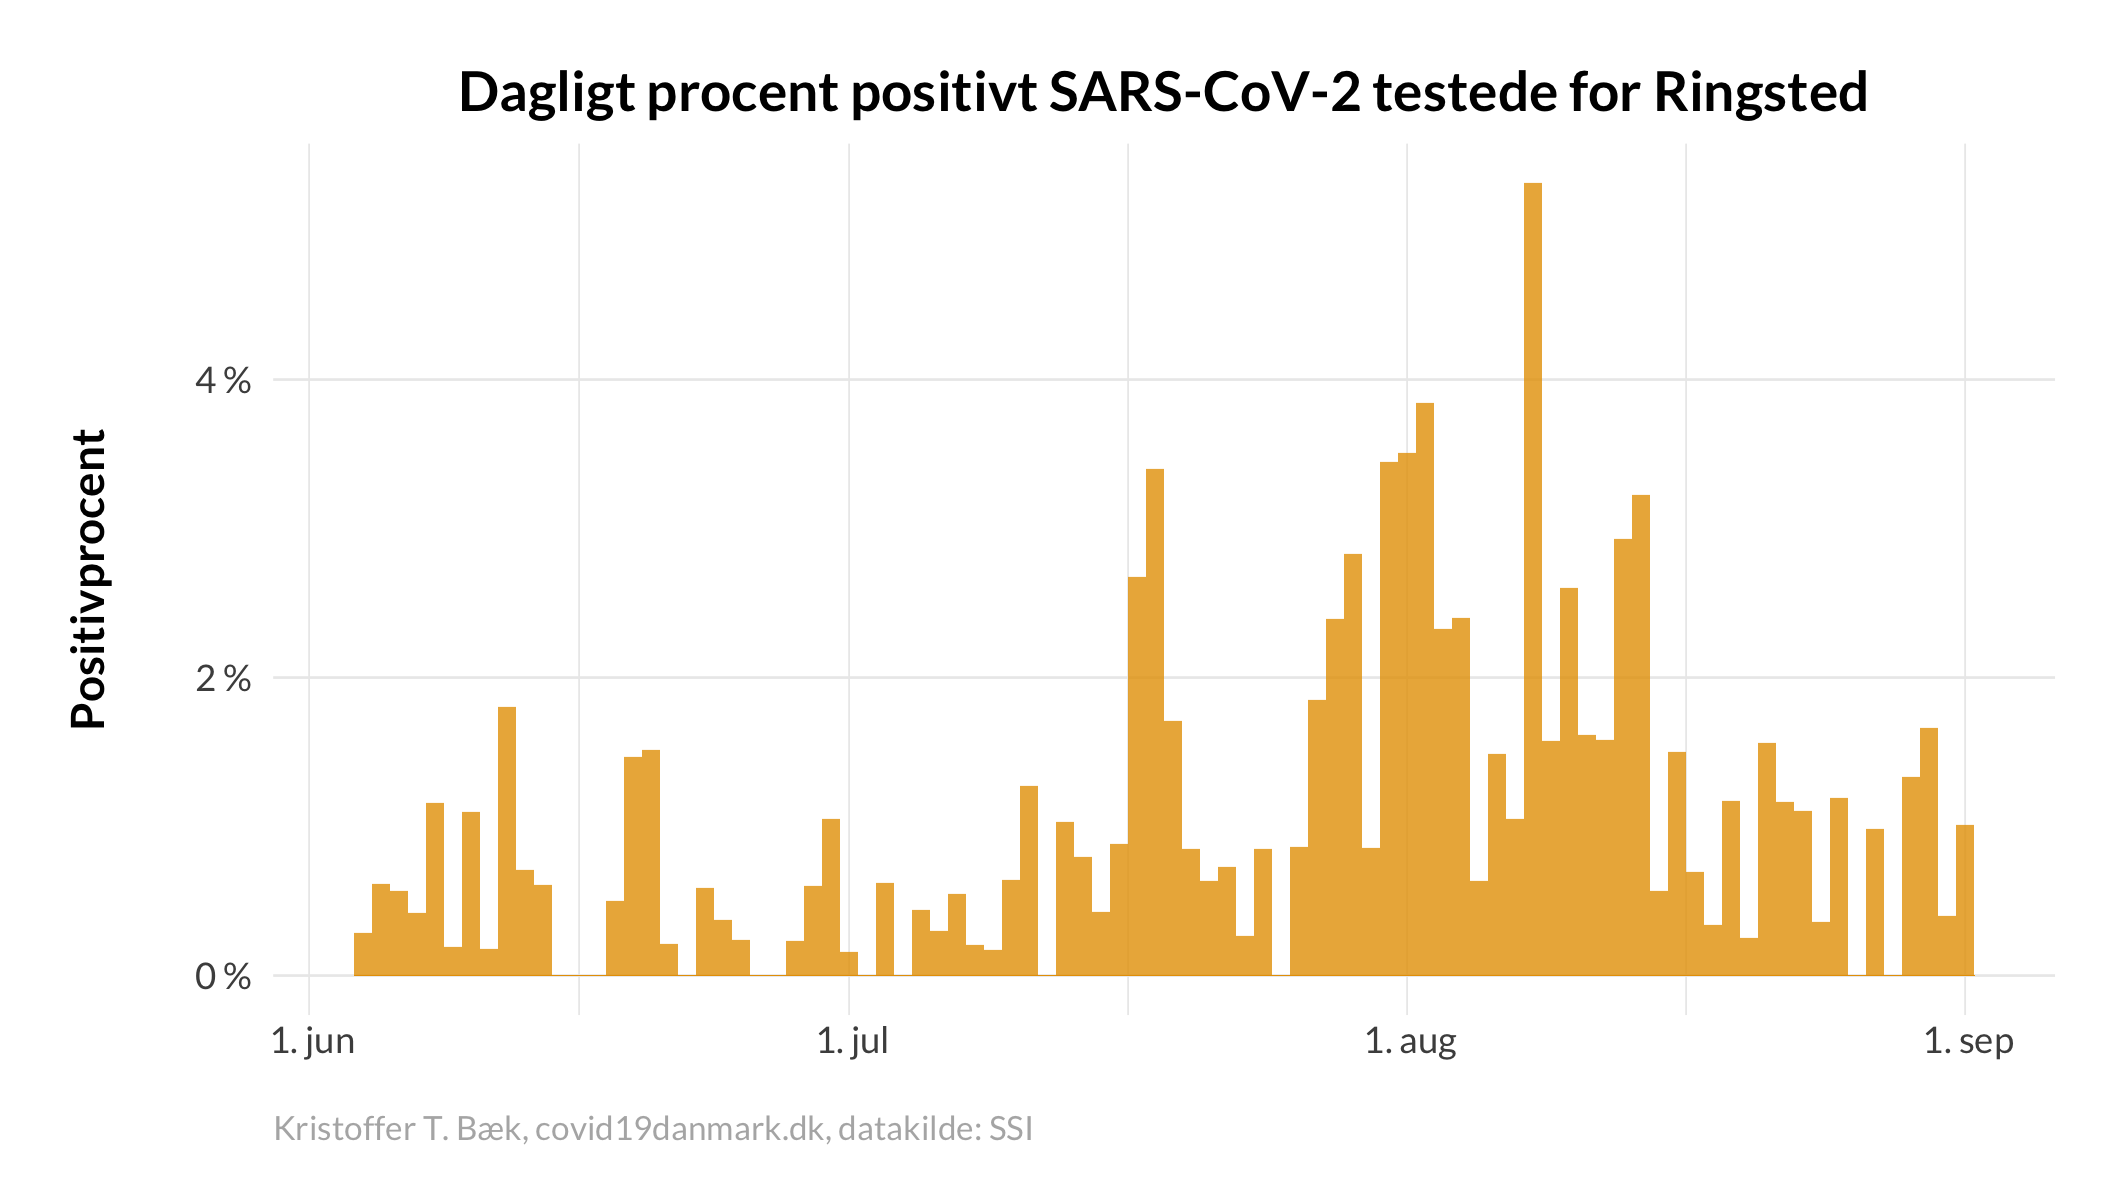 Dagligt procent positivt SARS-CoV-2 testede for Ringsted
Positivprocent
4 %
2 %
0 %
1. jun
1. jul
1. aug
1. sep
Kristoffer T. Bæk, covid19danmark.dk, datakilde: SSI